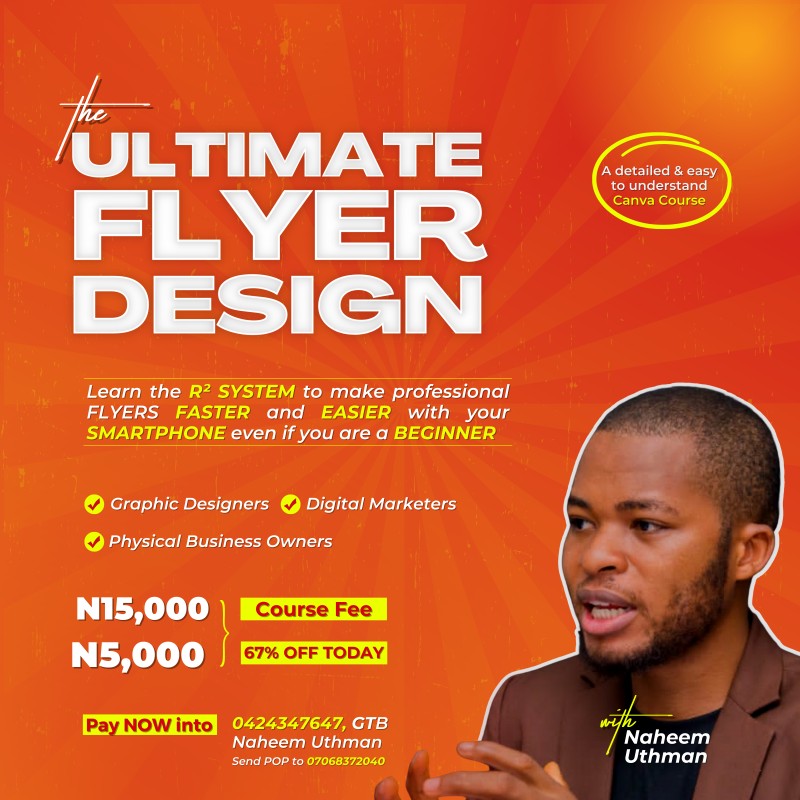 the
ULTIMATE
FLYER
DESIGN
A detailed & easy
to understand
Canva Course
Learn the R² SYSTEM to make professional
FLYERS FASTER and EASIER with your
SMARTPHONE even if you are a BEGINNER
Graphic Designers Digital Marketers
Physical Business Owners
N15,000 Course Fee
N5,000 67% OFF TODAY
Pay NOW into 0424347647, GTB
Naheem Uthman
Send POP to 07068372040
with
Naheem
Uthman